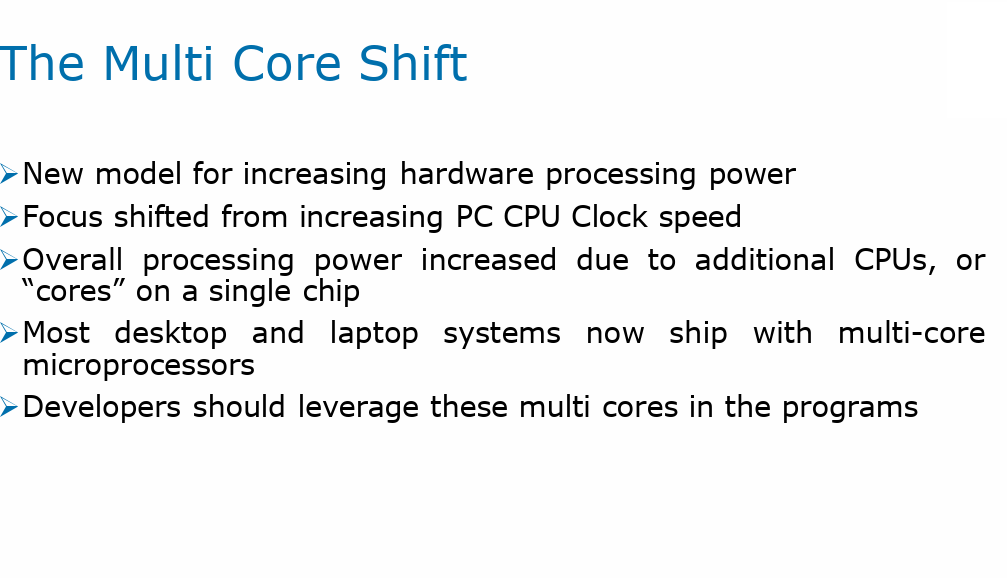 The Multi Core Shift
➢New model for increasing hardware processing power
➢Focus shifted from increasing PC CPU Clock speed
➢Overall processing power increased due to additional CPUs, or
“cores” on a single chip
➢Most desktop and laptop systems now ship with multi-core
microprocessors
➢Developers should leverage these multi cores in the programs